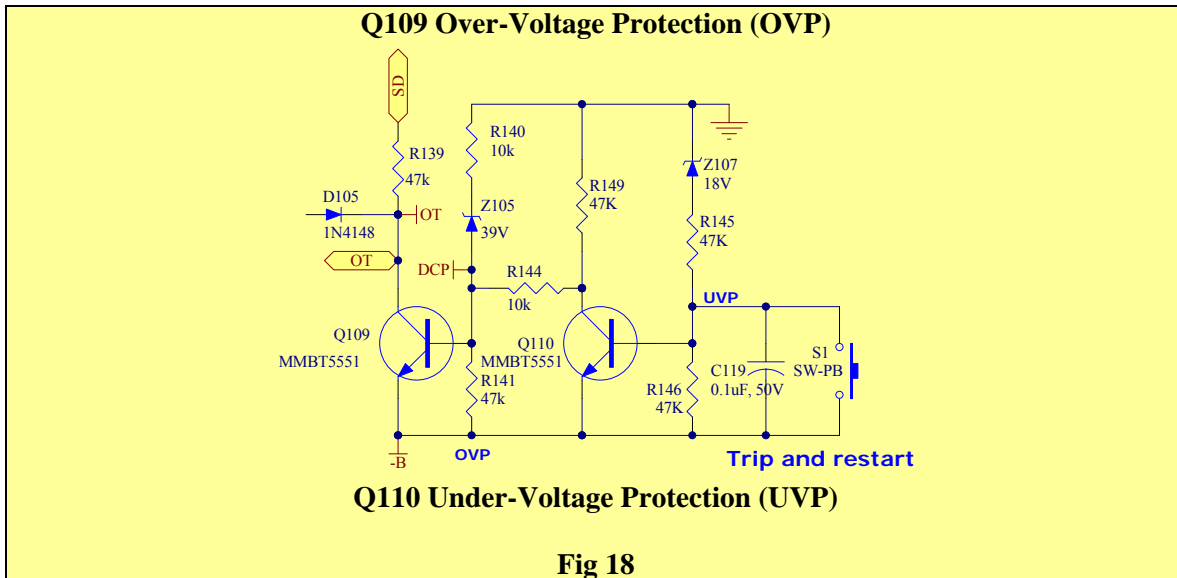 Q109 Over-Voltage Protection (OVP)
SD
R139
47k
D105
1N4148
OT
OT
R140
10k
Z105
39V
DCP
R144
10k
R149
47K
Z107
18V
R145
47K
UVP
Q109
MMBT5551
R141
47k
Q110
MMBT5551
R146
47K
C119
0.1uF, 50V
S1
SW-PB
-B
OVP
Trip and restart
Q110 Under-Voltage Protection (UVP)
Fig 18